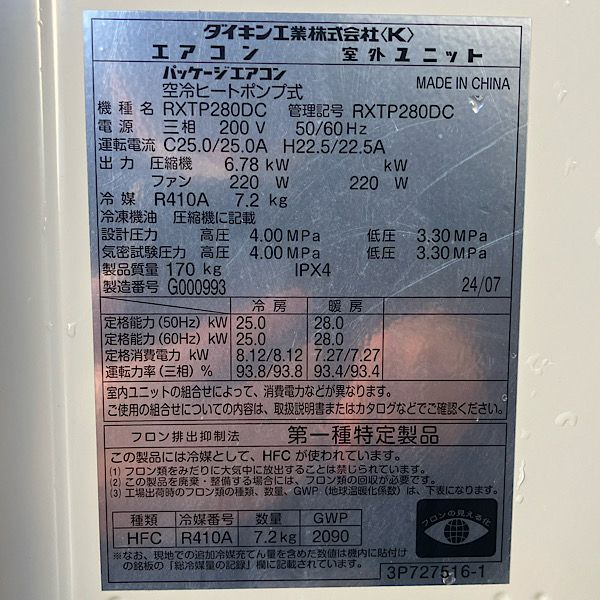 ダイキン工業株式会社〈K〉
エアコン 室外ユニット
パッケージエアコン
空冷ヒートポンプ式 MADE IN CHINA
機種名 RXTP280DC 管理記号 RXTP280DC
電源 三相 200 V 50/60 Hz
運転電流 C25.0/25.0A H22.5/22.5A
出力 圧縮機 6.78 kW kW
ファン 220 W 220 W
冷媒 R410A 7.2 kg
冷凍機油 圧縮機に記載
設計圧力 高圧 4.00 MPa 低圧 3.30 MPa
気密試験圧力 高圧 4.00 MPa 低圧 3.30 MPa
製品質量 170 kg IPX4
製造番号 G000993 24/07
冷房 暖房
定格能力 (50Hz) kW 25.0 28.0
定格能力 (60Hz) kW 25.0 28.0
定格消費電力 kW 8.12/8.12 7.27/7.27
運転力率 (三相) % 93.8/93.8 93.4/93.4
室内ユニットの組合せによって、消費電力などが異なります。
ご使用の組合せについての内容は、取扱説明書またはカタログなどでご確認ください。
フロン排出抑制法 第一種特定製品
この製品には冷媒として、HFC が使われています。
(1) フロン類をみだりに大気中に放出することは禁じられています。
(2) この製品を廃棄・整備する場合には、フロン類の回収が必要です。
(3) 工場出荷時のフロン類の種類、数量、GWP (地球温暖化係数) は、下表になります。
種類 冷媒番号 数量 GWP
HFC R410A 7.2 kg 2090
フロンの見える化
※なお、現地での追加冷媒充てん量を含めた数値は機内に貼付け
の銘板の「総冷媒量の記録」欄に記載されています。
3P727516-1